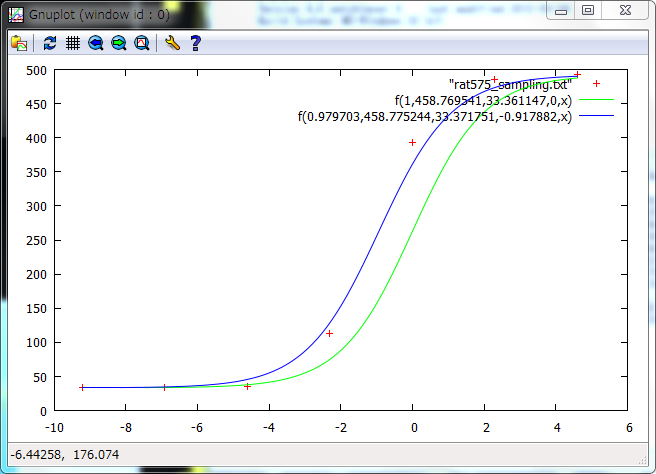 Gnuplot (window id : 0)
500
"rat575_sampling.txt"
450
f(1,458.769541,33.361147,0,x)
400
f(0.979703,458.775244,33.371751,-0.917882,x)
350
300
250
200
150
100
50
0
-10 -8 -6 -4 -2 0 2 4 6
-6.44258, 176.074